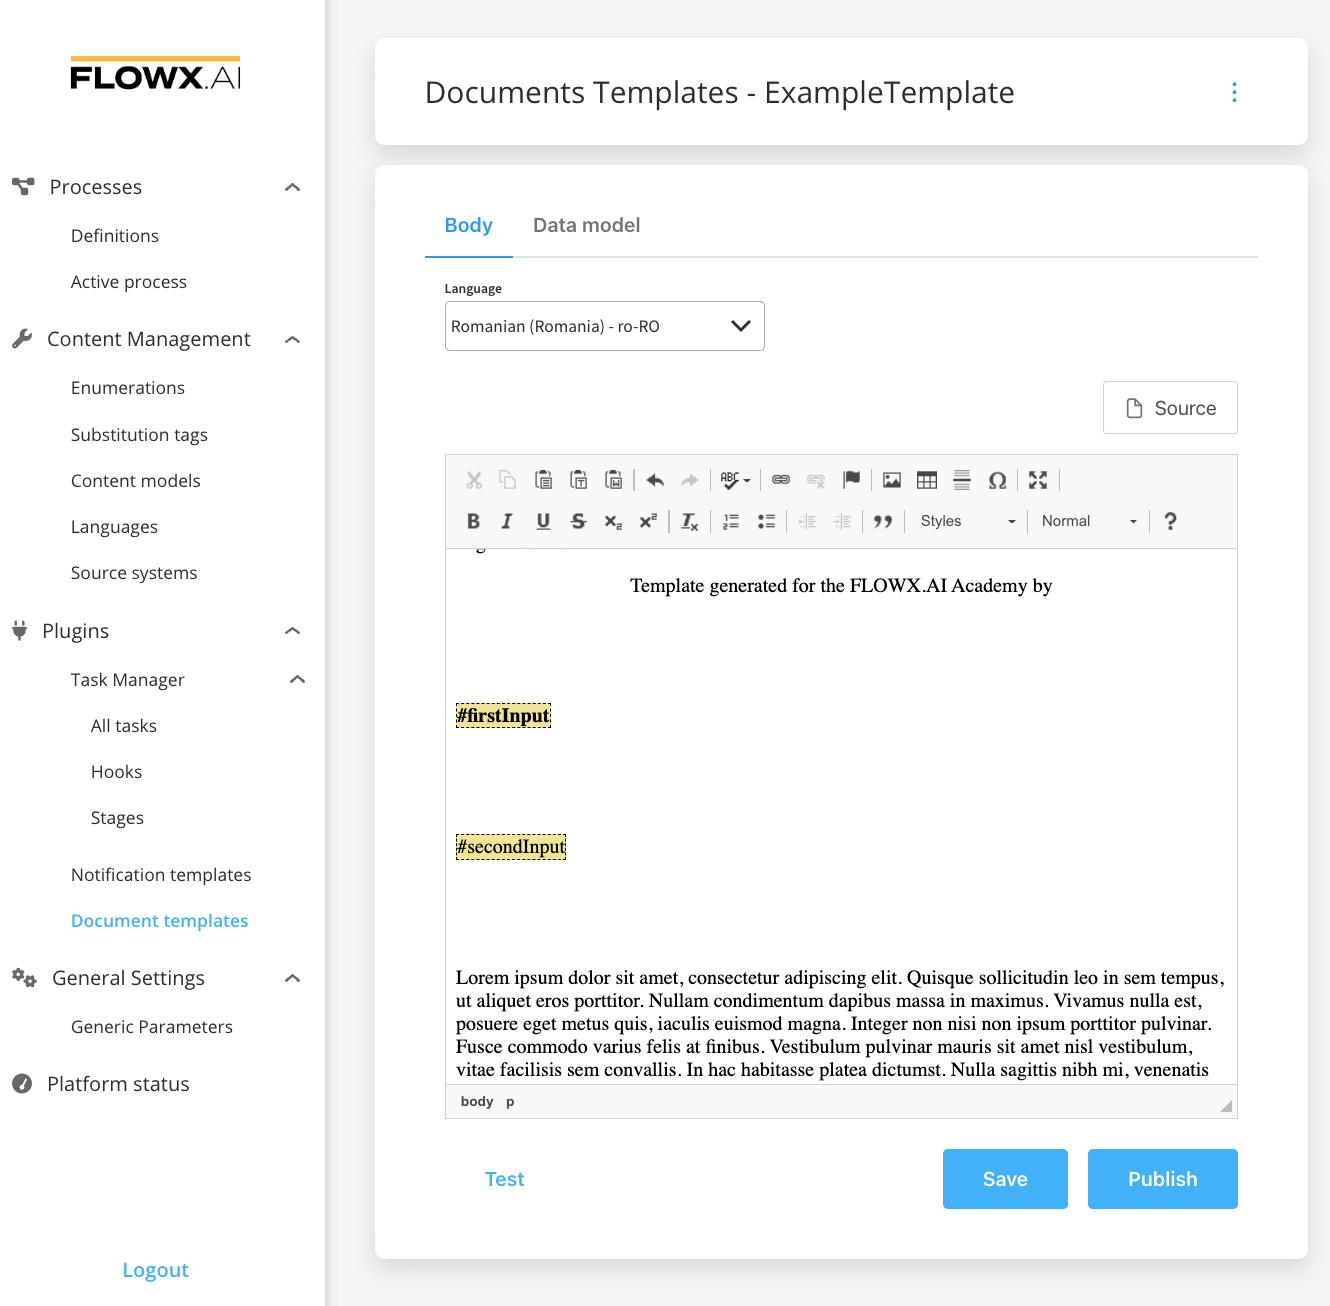 FLOWX.AI
Processes
Definitions
Active process
Content Management
Enumerations
Substitution tags
Content models
Languages
Source systems
Plugins
Task Manager
All tasks
Hooks
Stages
Notification templates
Document templates
General Settings
Generic Parameters
Platform status
Logout
Documents Templates - ExampleTemplate
Body Data model
Language
Romanian (Romania) - ro-RO
Source
ABC Ω
B I U S x₂ x² Tx Styles Normal ?
Template generated for the FLOWX.AI Academy by
#firstInput
#secondInput
Lorem ipsum dolor sit amet, consectetur adipiscing elit. Quisque sollicitudin leo in sem tempus,
ut aliquet eros porttitor. Nullam condimentum dapibus massa in maximus. Vivamus nulla est,
posuere eget metus quis, iaculis euismod magna. Integer non nisi non ipsum porttitor pulvinar.
Fusce commodo varius felis at finibus. Vestibulum pulvinar mauris sit amet nisl vestibulum,
vitae facilisis sem convallis. In hac habitasse platea dictumst. Nulla sagittis nibh mi, venenatis
body p
Test Save Publish